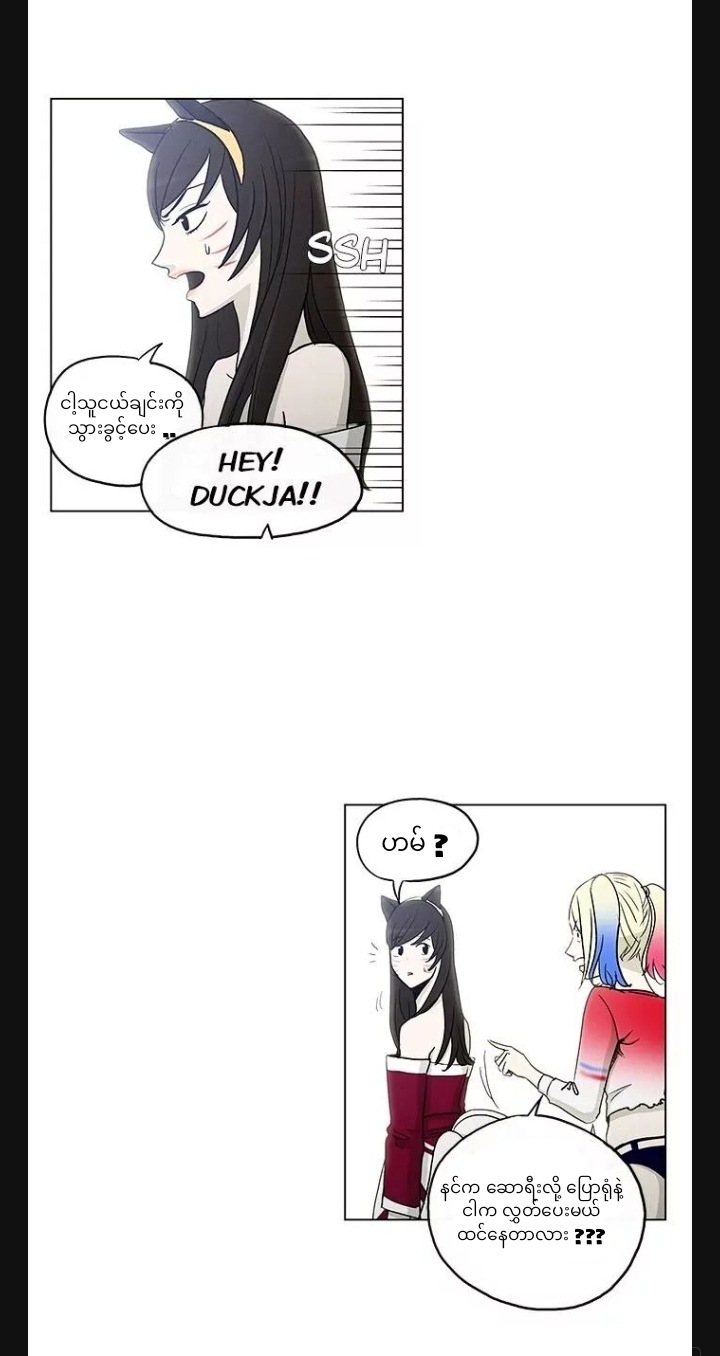 SSH
ငါ့သူငယ်ချင်းကို
သွားခွင့်ပေး ..
HEY!
DUCKJA!!
ဟမ် ?
နင်က ဆောရီးလို့ ပြောရုံနဲ့
ငါက လွှတ်ပေးမယ်
ထင်နေတာလား ???